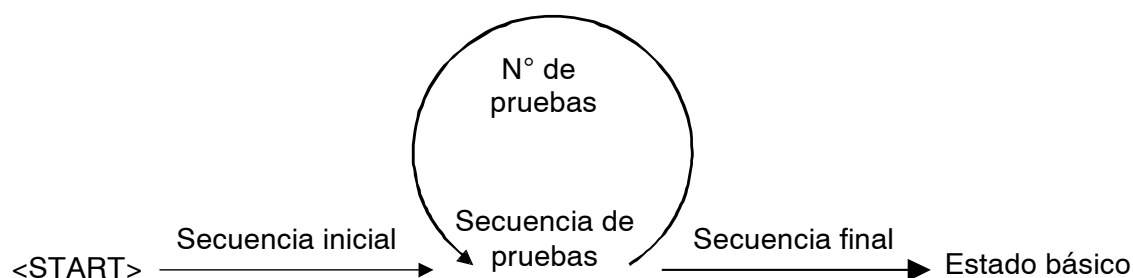 N° de
pruebas
<START>
Secuencia inicial
Secuencia de
pruebas
Secuencia final
Estado básico